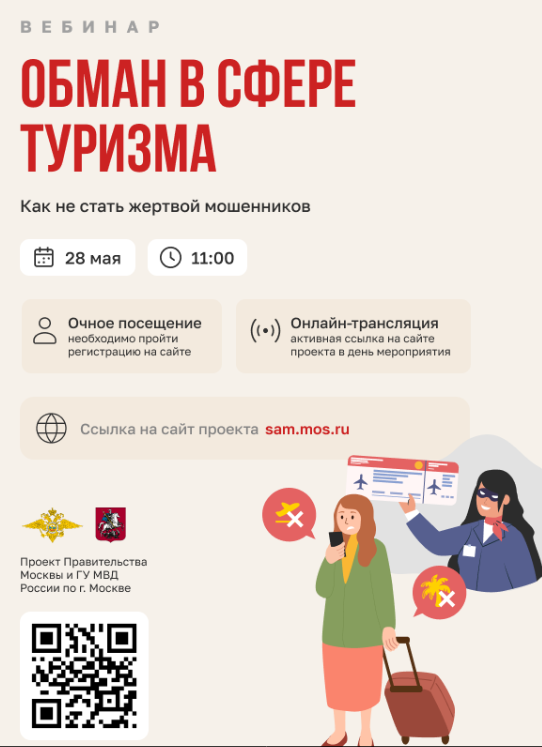 ВЕБИНАР
ОБМАН В СФЕРЕ
ТУРИЗМА
Как не стать жертвой мошенников
28 мая
11:00
Очное посещение
необходимо пройти
регистрацию на сайте
Онлайн-трансляция
активная ссылка на сайте
проекта в день мероприятия
Ссылка на сайт проекта sam.mos.ru
Проект Правительства
Москвы и ГУ МВД
России по г. Москве